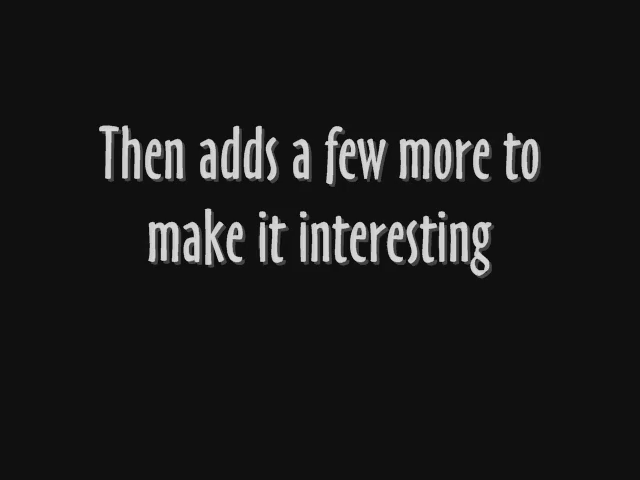 Then adds a few more to
make it interesting